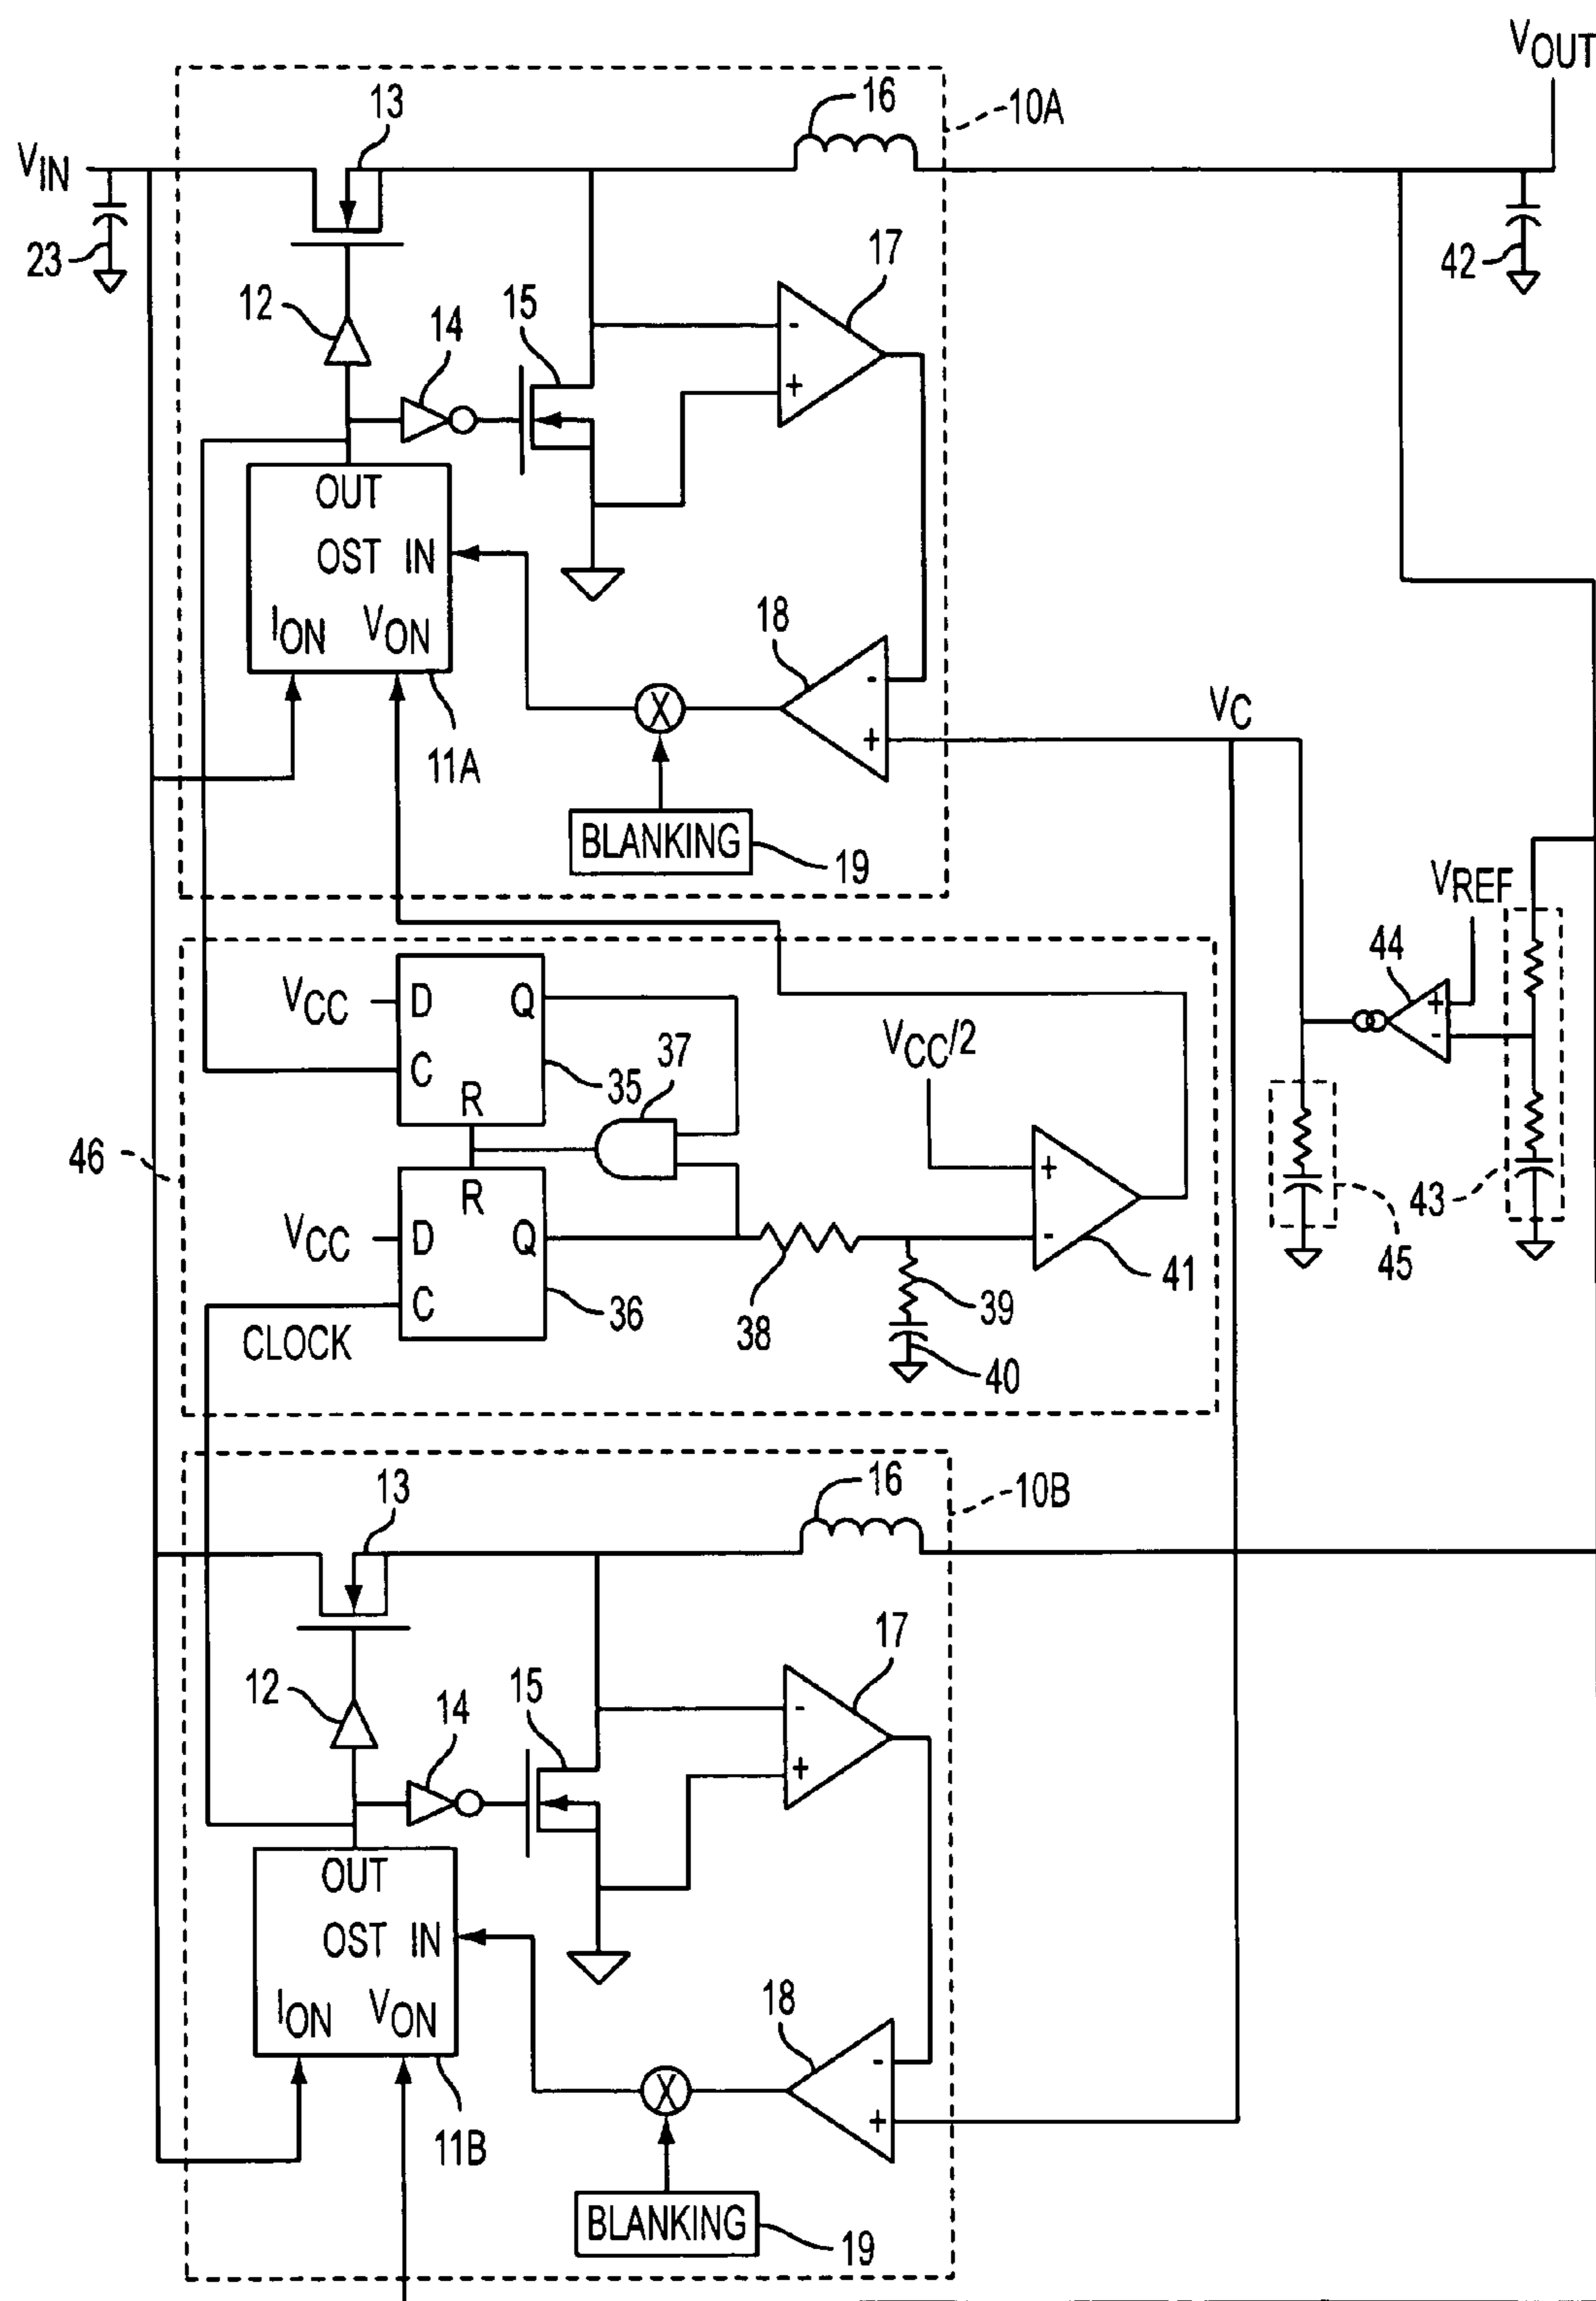 VOUT
13
16
10A
VIN
23
42
12
14
15
17
-
+
OUT
OST IN
ION VON
11A
18
-
+
X
BLANKING
19
VC
VREF
44
+
-
43
45
46
VCC
D Q
C
R
35
37
VCC/2
+
-
41
VCC
R
D Q
C
36
CLOCK
38
39
40
13
16
10B
12
14
15
17
-
+
OUT
OST IN
ION VON
11B
18
-
+
X
BLANKING
19